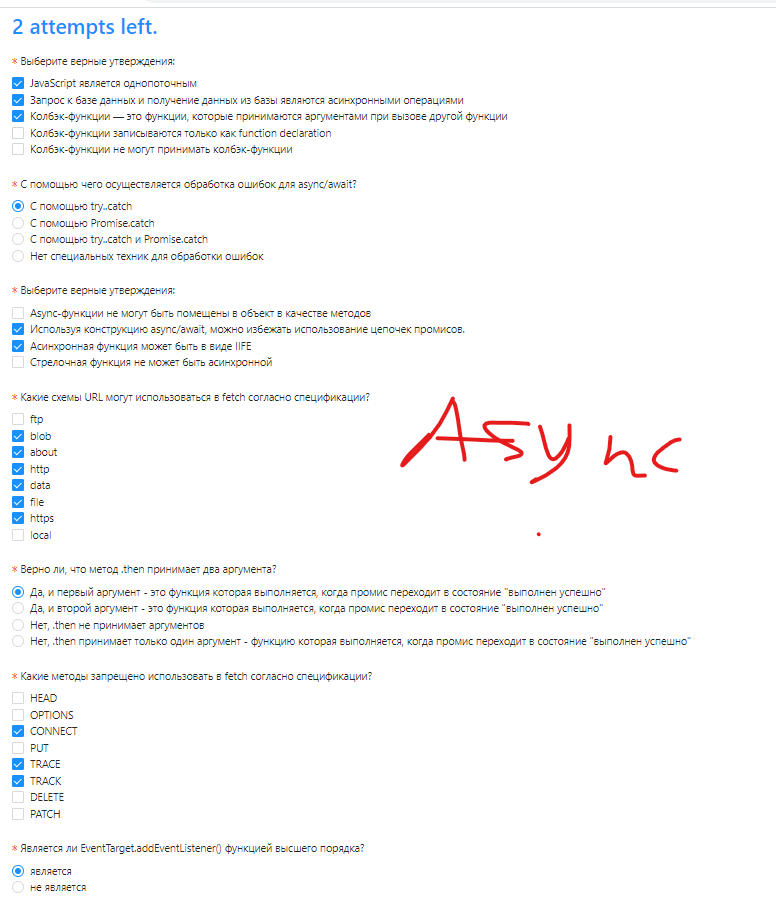 2 attempts left.
* Выберите верные утверждения:
JavaScript является однопоточным
Запрос к базе данных и получение данных из базы являются асинхронными операциями
Колбэк-функции — это функции, которые принимаются аргументами при вызове другой функции
Колбэк-функции записываются только как function declaration
Колбэк-функции не могут принимать колбэк-функции
* С помощью чего осуществляется обработка ошибок для async/await?
С помощью try..catch
С помощью Promise.catch
С помощью try..catch и Promise.catch
Нет специальных техник для обработки ошибок
* Выберите верные утверждения:
Async-функции не могут быть помещены в объект в качестве методов
Используя конструкцию async/await, можно избежать использование цепочек промисов.
Асинхронная функция может быть в виде IIFE
Стрелочная функция не может быть асинхронной
* Какие схемы URL могут использоваться в fetch согласно спецификации?
ftp
blob
about
http
data
file
https
local
Async
* Верно ли, что метод .then принимает два аргумента?
Да, и первый аргумент - это функция которая выполняется, когда промис переходит в состояние "выполнен успешно"
Да, и второй аргумент - это функция которая выполняется, когда промис переходит в состояние "выполнен успешно"
Нет, .then не принимает аргументов
Нет, .then принимает только один аргумент - функцию которая выполняется, когда промис переходит в состояние "выполнен успешно"
* Какие методы запрещено использовать в fetch согласно спецификации?
HEAD
OPTIONS
CONNECT
PUT
TRACE
TRACK
DELETE
PATCH
* Является ли EventTarget.addEventListener() функцией высшего порядка?
является
не является